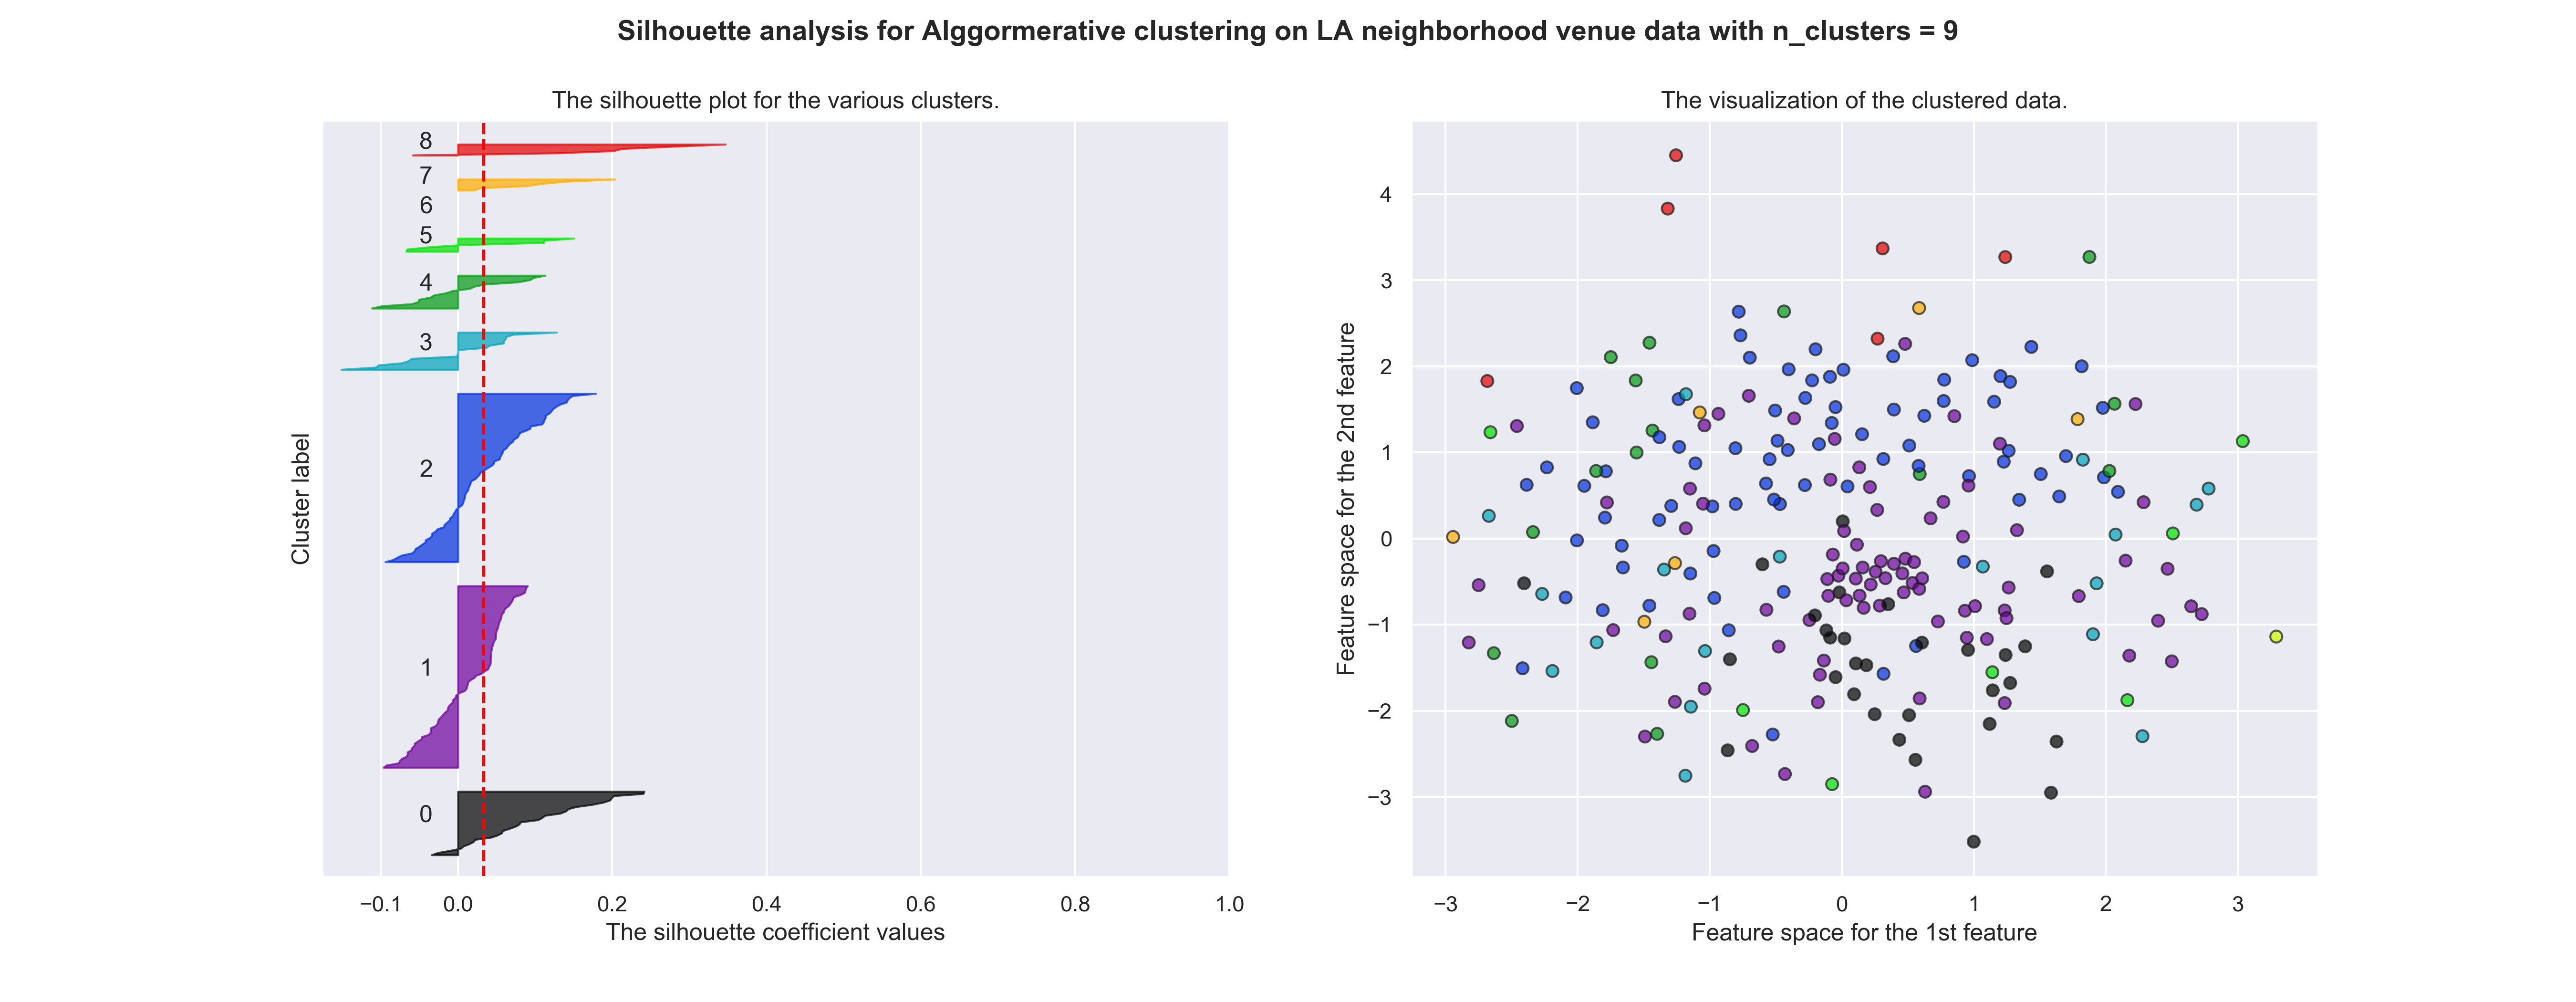 Silhouette analysis for Alggormerative clustering on LA neighborhood venue data with n_clusters = 9
The silhouette plot for the various clusters.
8
7
6
5
4
3
2
1
0
Cluster label
−0.1 0.0 0.2 0.4 0.6 0.8 1.0
The silhouette coefficient values
The visualization of the clustered data.
4
3
2
1
0
−1
−2
−3
Feature space for the 2nd feature
−3 −2 −1 0 1 2 3
Feature space for the 1st feature